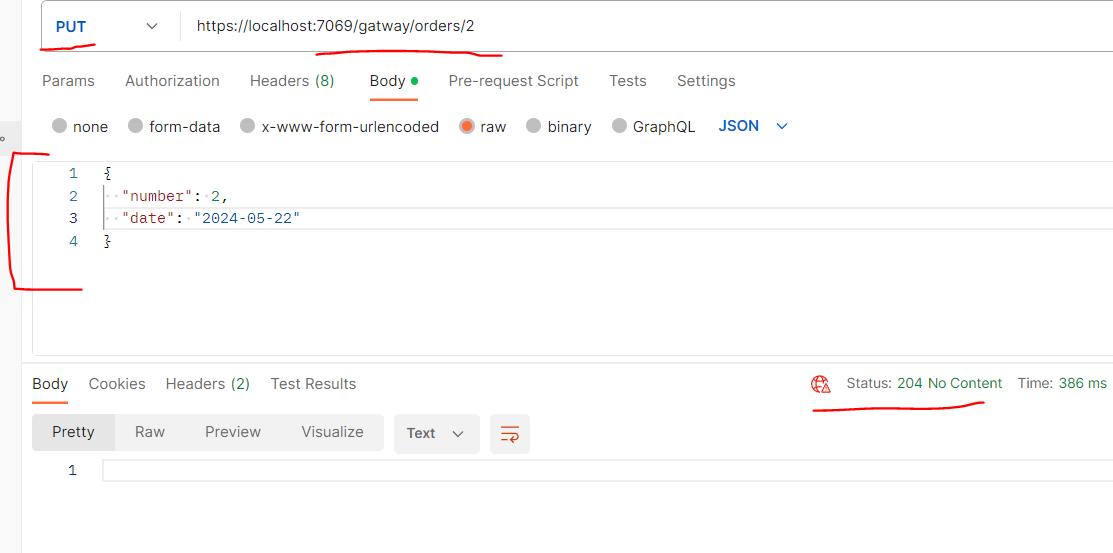 PUT https://localhost:7069/gatway/orders/2
Params Authorization Headers (8) Body Pre-request Script Tests Settings
none form-data x-www-form-urlencoded raw binary GraphQL JSON
1 {
2 "number": 2,
3 "date": "2024-05-22"
4 }
Body Cookies Headers (2) Test Results Status: 204 No Content Time: 386 ms
Pretty Raw Preview Visualize Text
1